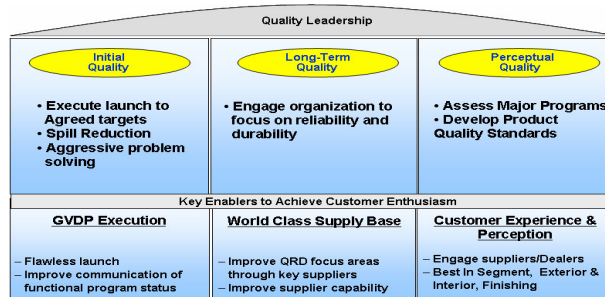 Quality Leadership
Initial
Quality
• Execute launch to
Agreed targets
• Spill Reduction
• Aggressive problem
solving
Long-Term
Quality
• Engage organization to
focus on reliability and
durability
Perceptual
Quality
• Assess Major Programs
• Develop Product
Quality Standards
Key Enablers to Achieve Customer Enthusiasm
GVDP Execution
– Flawless launch
– Improve communication of
functional program status
World Class Supply Base
– Improve QRD focus areas
through key suppliers
– Improve supplier capability
Customer Experience &
Perception
– Engage suppliers/Dealers
– Best In Segment, Exterior &
Interior, Finishing